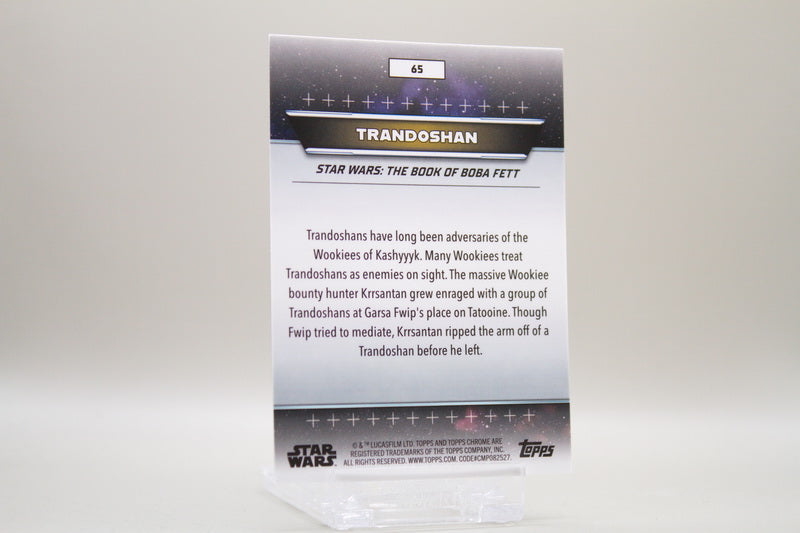 65
TRANDOSHAN
STAR WARS: THE BOOK OF BOBA FETT
Trandoshans have long been adversaries of the
Wookiees of Kashyyyk. Many Wookiees treat
Trandoshans as enemies on sight. The massive Wookiee
bounty hunter Krrsantan grew enraged with a group of
Trandoshans at Garsa Fwip's place on Tatooine. Though
Fwip tried to mediate, Krrsantan ripped the arm off of a
Trandoshan before he left.
STAR
WARS
© & ™ LUCASFILM LTD. TOPPS AND TOPPS CHROME ARE
REGISTERED TRADEMARKS OF THE TOPPS COMPANY, INC.
ALL RIGHTS RESERVED. WWW.TOPPS.COM. CODE#CMP082527.
Topps